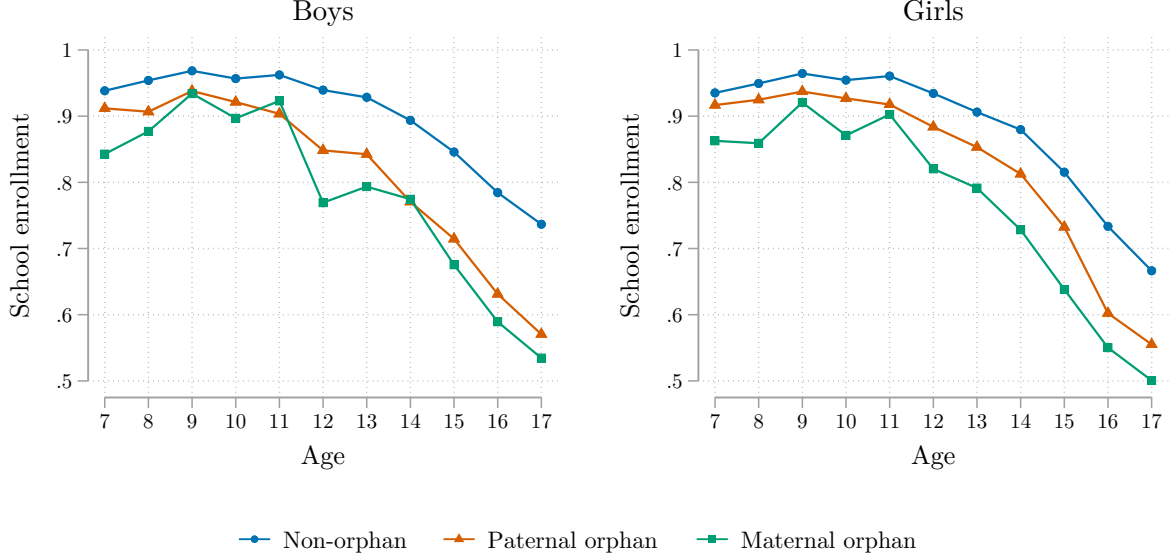 Boys
School enrollment
1
.9
.8
.7
.6
.5
7 8 9 10 11 12 13 14 15 16 17
Age
Girls
School enrollment
1
.9
.8
.7
.6
.5
7 8 9 10 11 12 13 14 15 16 17
Age
Non-orphan Paternal orphan Maternal orphan